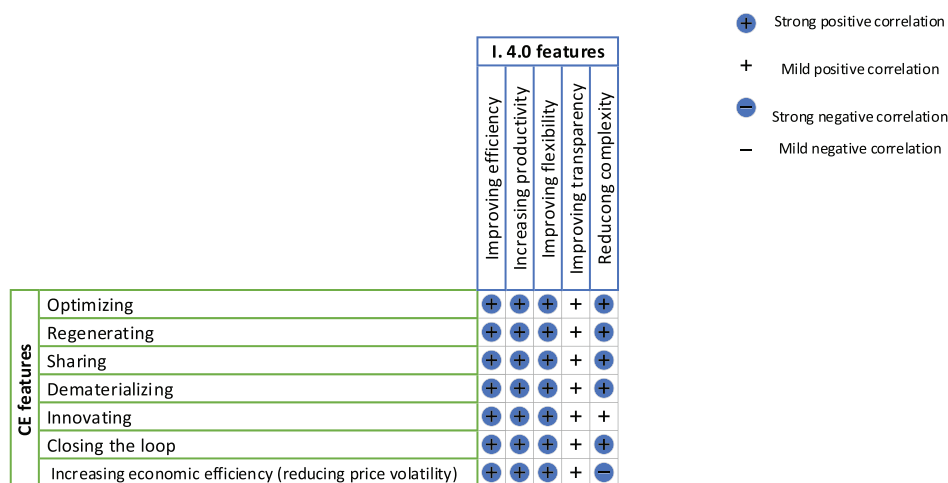 Strong positive correlation
+ Mild positive correlation
Strong negative correlation
– Mild negative correlation
I. 4.0 features
Improving efficiency
Increasing productivity
Improving flexibility
Improving transparency
Reducong complexity
CE features
Optimizing + + + + +
Regenerating + + + + +
Sharing + + + + +
Dematerializing + + + + +
Innovating + + + + +
Closing the loop + + + + +
Increasing economic efficiency (reducing price volatility) + + + + –